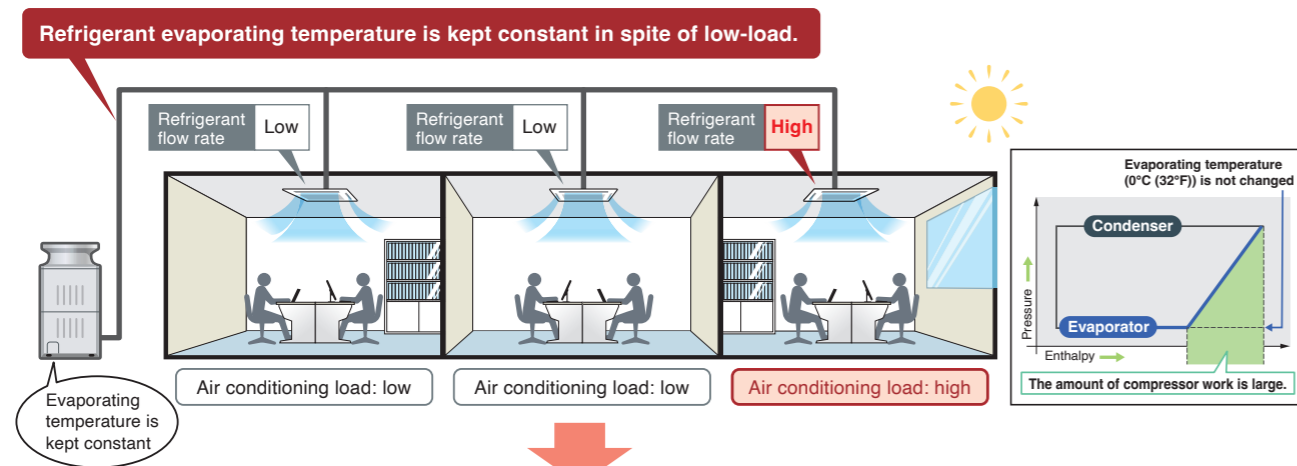 Refrigerant evaporating temperature is kept constant in spite of low-load.
Refrigerant
flow rate
Low
Refrigerant
flow rate
Low
Refrigerant
flow rate
High
Evaporating temperature
(0°C (32°F)) is not changed
Condenser
Pressure
Evaporator
Enthalpy
The amount of compressor work is large.
Air conditioning load: low
Air conditioning load: low
Air conditioning load: high
Evaporating
temperature is
kept constant